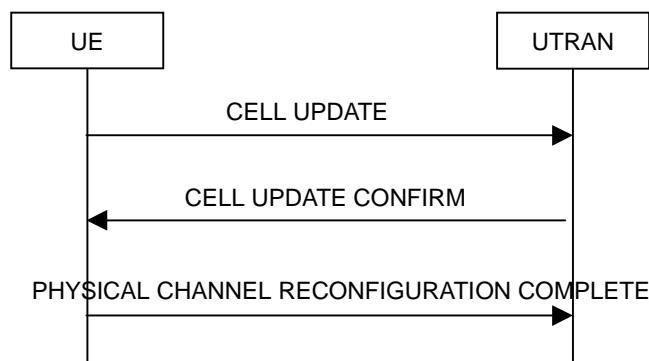 UE UTRAN
CELL UPDATE
CELL UPDATE CONFIRM
PHYSICAL CHANNEL RECONFIGURATION COMPLETE